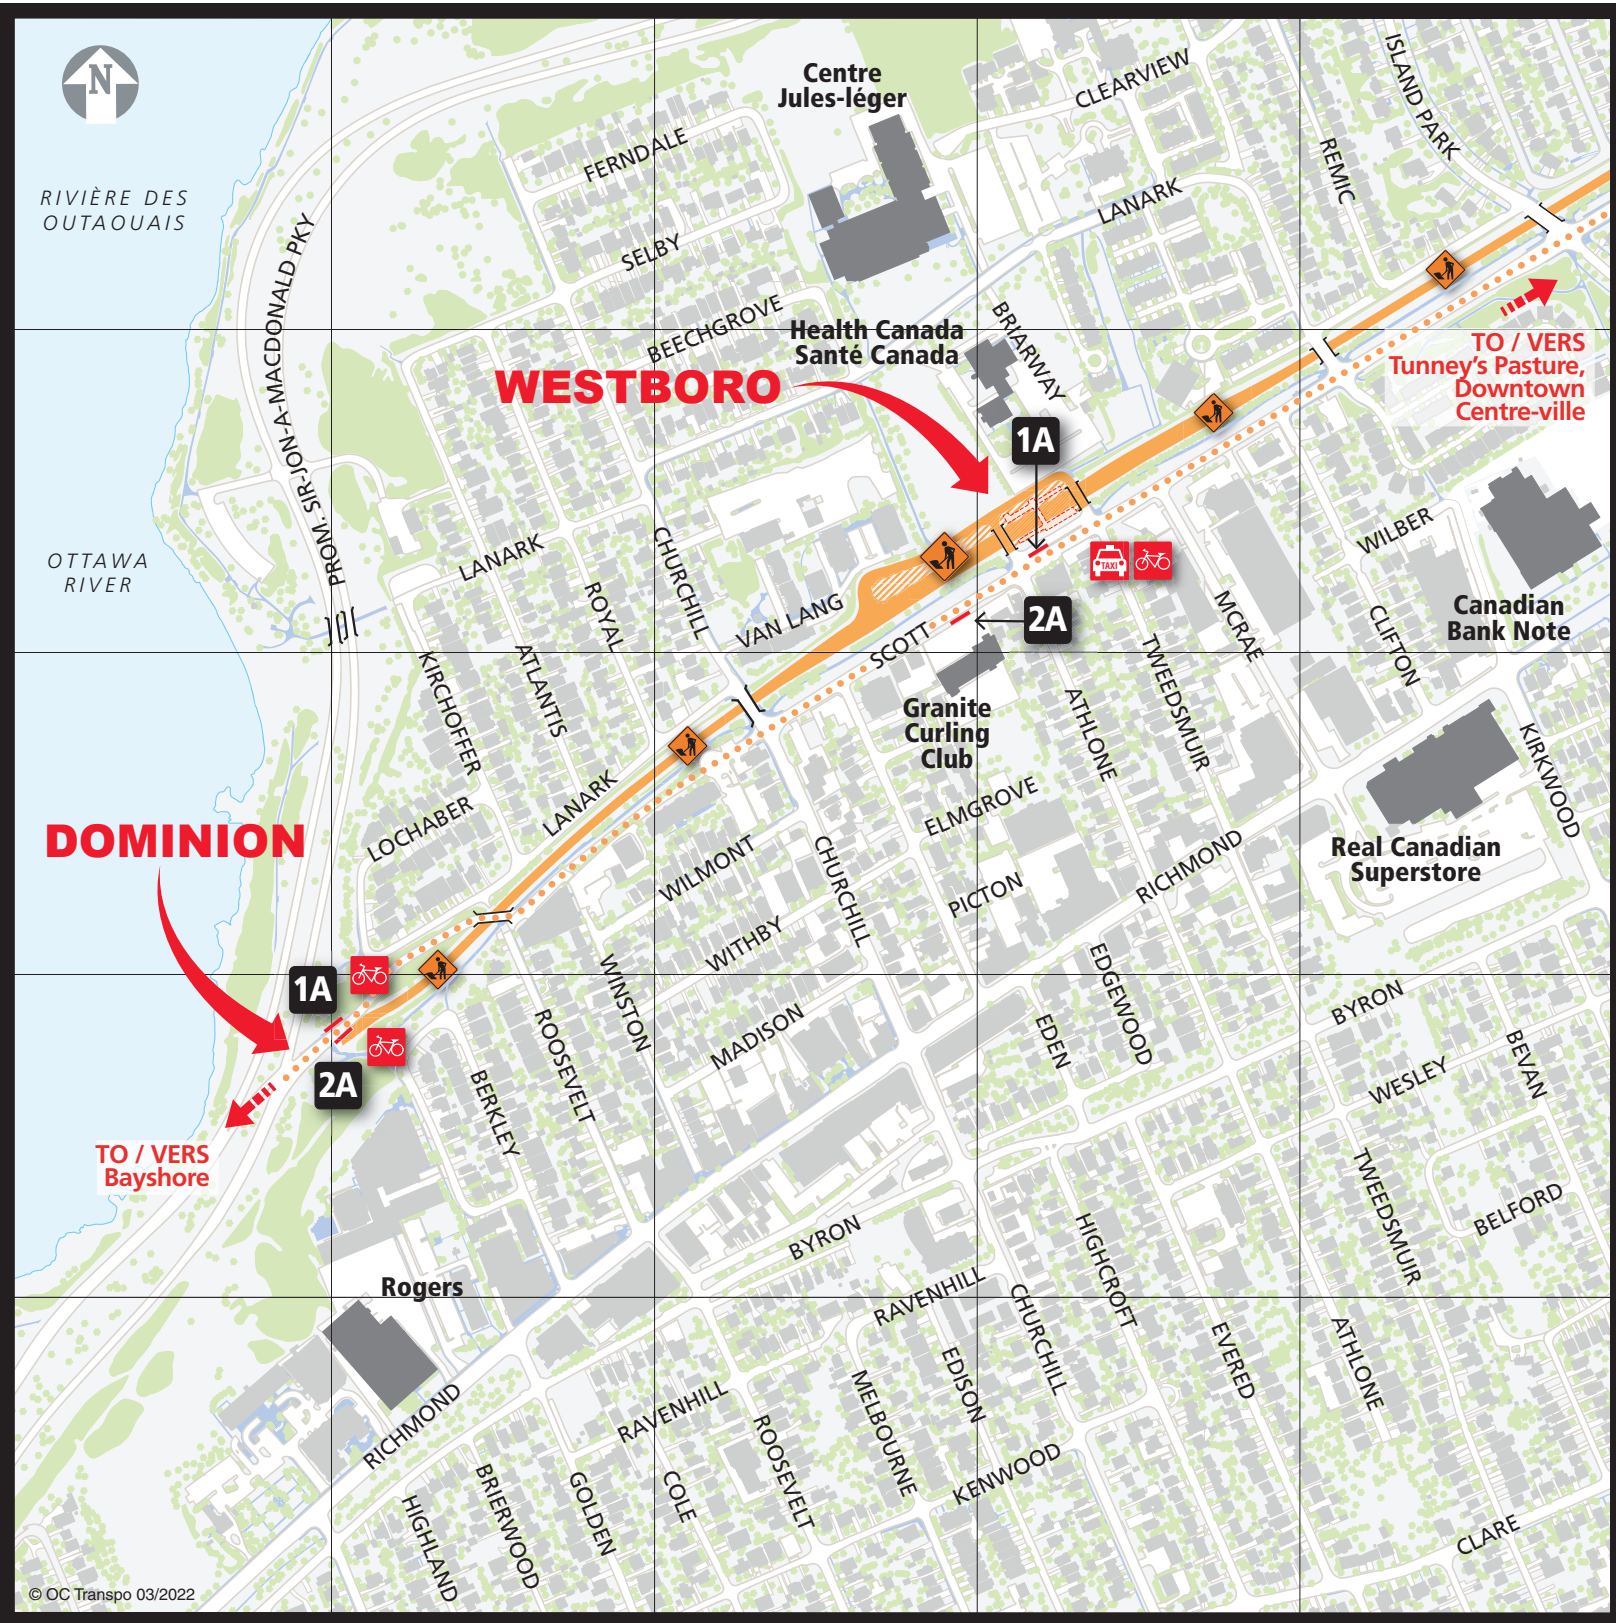 N
RIVIÈRE DES
OUTAOUAIS
OTTAWA
RIVER
PROM. SIR-JON-A-MACDONALD PKY
Centre
Jules-léger
CLEARVIEW
ISLAND PARK
REMIC
FERNDALE
SELBY
LANARK
BEECHGROVE
Health Canada
Santé Canada
BRIARWAY
WESTBORO
1A
TO / VERS
Tunney's Pasture,
Downtown
Centre-ville
LANARK
CHURCHILL
ROYAL
VAN LANG
TAXI
WILBER
Canadian
Bank Note
SCOTT
2A
MCRAE
CLIFTON
TWEEDSMUIR
KIRCHOFFER
ATLANTIS
ATHLONE
Granite
Curling
Club
KIRKWOOD
LOCHABER
LANARK
ELMGROVE
RICHMOND
Real Canadian
Superstore
DOMINION
WILMONT
CHURCHILL
PICTON
WITHBY
1A
WINSTON
EDGEWOOD
BYRON
ROOSEVELT
MADISON
EDEN
BEVAN
WESLEY
2A
BERKLEY
TO / VERS
Bayshore
TWEEDSMUIR
BELFORD
BYRON
HIGHCROFT
Rogers
RAVENHILL
CHURCHILL
EVERED
ATHLONE
EDISON
MELBOURNE
RICHMOND
RAVENHILL
ROOSEVELT
KENWOOD
COLE
GOLDEN
BRIERWOOD
HIGHLAND
CLARE
© OC Transpo 03/2022